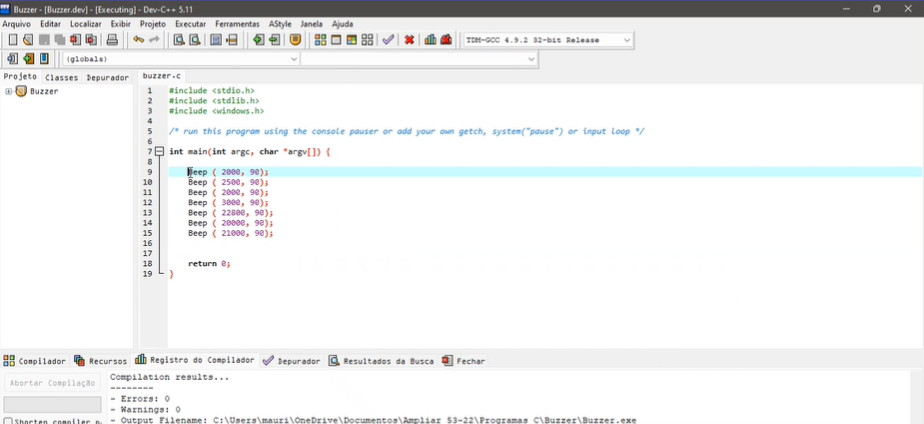 Buzzer - [Buzzer.dev] - [Executing] - Dev-C++ 5.11
Arquivo Editar Localizar Exibir Projeto Executar Ferramentas AStyle Janela Ajuda
TDM-GCC 4.9.2 32-bit Release
(globals)
Projeto Classes Depurador
buzzer.c
Buzzer
1 #include <stdio.h>
2 #include <stdlib.h>
3 #include <windows.h>
4
5 /* run this program using the console pauser or add your own getch, system("pause") or input loop */
6
7 int main(int argc, char *argv[]) {
8
9 Beep ( 2000, 90);
10 Beep ( 2500, 90);
11 Beep ( 2000, 90);
12 Beep ( 3000, 90);
13 Beep ( 22800, 90);
14 Beep ( 20000, 90);
15 Beep ( 21000, 90);
16
17
18 return 0;
19 }
Compilador Recursos Registro do Compilador Depurador Resultados da Busca Fechar
Abortar Compilação
Compilation results...
--------
- Errors: 0
- Warnings: 0
Shorten compiler
- Output Filename: C:\Users\mauri\OneDrive\Documentos\Ampliar 53-22\Programas C\Buzzer\Buzzer.exe